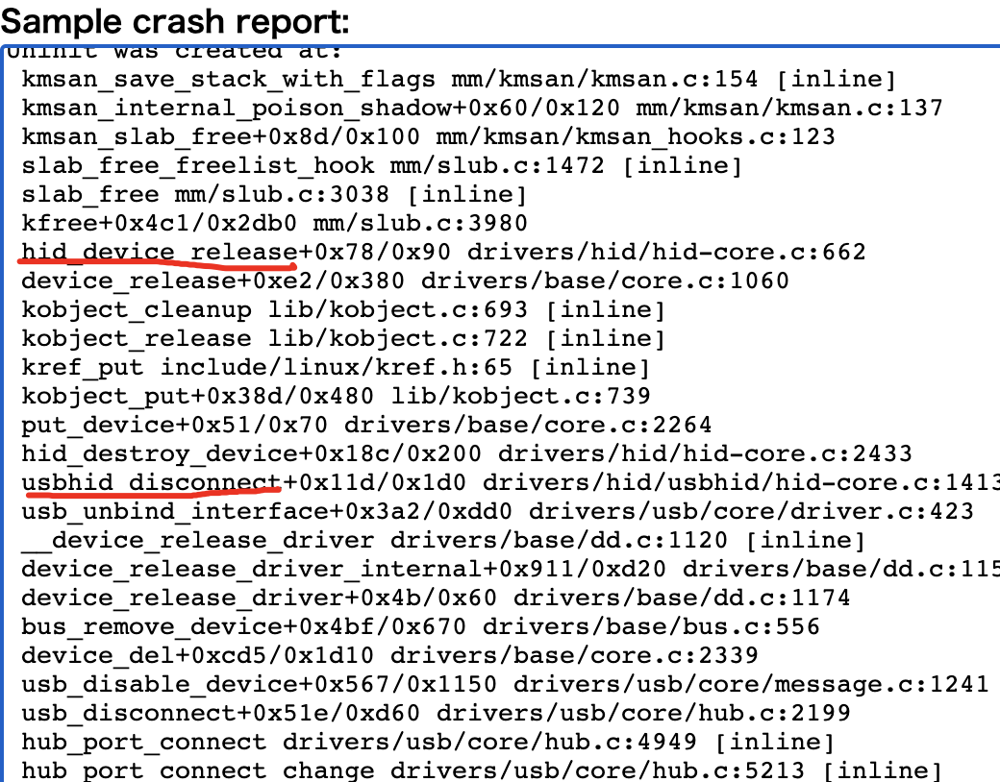 Sample crash report:
Uninit was created at:
kmsan_save_stack_with_flags mm/kmsan/kmsan.c:154 [inline]
kmsan_internal_poison_shadow+0x60/0x120 mm/kmsan/kmsan.c:137
kmsan_slab_free+0x8d/0x100 mm/kmsan/kmsan_hooks.c:123
slab_free_freelist_hook mm/slub.c:1472 [inline]
slab_free mm/slub.c:3038 [inline]
kfree+0x4c1/0x2db0 mm/slub.c:3980
hid_device_release+0x78/0x90 drivers/hid/hid-core.c:662
device_release+0xe2/0x380 drivers/base/core.c:1060
kobject_cleanup lib/kobject.c:693 [inline]
kobject_release lib/kobject.c:722 [inline]
kref_put include/linux/kref.h:65 [inline]
kobject_put+0x38d/0x480 lib/kobject.c:739
put_device+0x51/0x70 drivers/base/core.c:2264
hid_destroy_device+0x18c/0x200 drivers/hid/hid-core.c:2433
usbhid_disconnect+0x11d/0x1d0 drivers/hid/usbhid/hid-core.c:1413
usb_unbind_interface+0x3a2/0xdd0 drivers/usb/core/driver.c:423
__device_release_driver drivers/base/dd.c:1120 [inline]
device_release_driver_internal+0x911/0xd20 drivers/base/dd.c:115
device_release_driver+0x4b/0x60 drivers/base/dd.c:1174
bus_remove_device+0x4bf/0x670 drivers/base/bus.c:556
device_del+0xcd5/0x1d10 drivers/base/core.c:2339
usb_disable_device+0x567/0x1150 drivers/usb/core/message.c:1241
usb_disconnect+0x51e/0xd60 drivers/usb/core/hub.c:2199
hub_port_connect drivers/usb/core/hub.c:4949 [inline]
hub_port_connect_change drivers/usb/core/hub.c:5213 [inline]